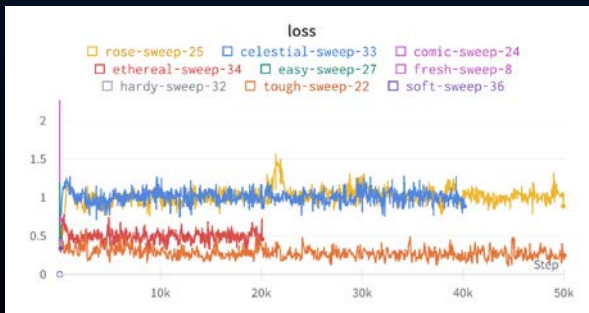 loss
rose-sweep-25 celestial-sweep-33 comic-sweep-24
ethereal-sweep-34 easy-sweep-27 fresh-sweep-8
hardy-sweep-32 tough-sweep-22 soft-sweep-36
2
1.5
1
0.5
Step
0
10k 20k 30k 40k 50k